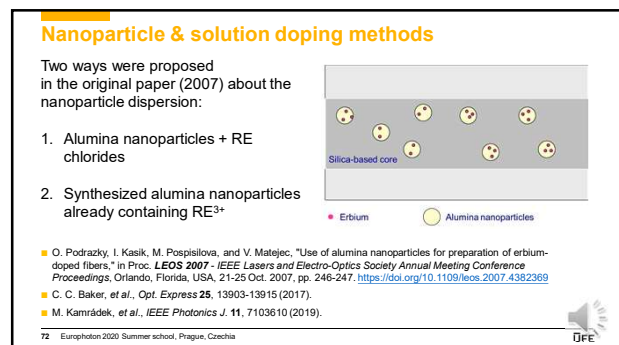 Nanoparticle & solution doping methods
Two ways were proposed
in the original paper (2007) about the
nanoparticle dispersion:
1. Alumina nanoparticles + RE
chlorides
2. Synthesized alumina nanoparticles
already containing RE³⁺
Silica-based core
Erbium
Alumina nanoparticles
■ O. Podrazky, I. Kasik, M. Pospisilova, and V. Matejec, "Use of alumina nanoparticles for preparation of erbium-
doped fibers," in Proc. LEOS 2007 - IEEE Lasers and Electro-Optics Society Annual Meeting Conference
Proceedings, Orlando, Florida, USA, 21-25 Oct. 2007, pp. 246-247. https://doi.org/10.1109/leos.2007.4382369
■ C. C. Baker, et al., Opt. Express 25, 13903-13915 (2017).
■ M. Kamrádek, et al., IEEE Photonics J. 11, 7103610 (2019).
72 Europhoton 2020 Summer school, Prague, Czechia
ÚFE